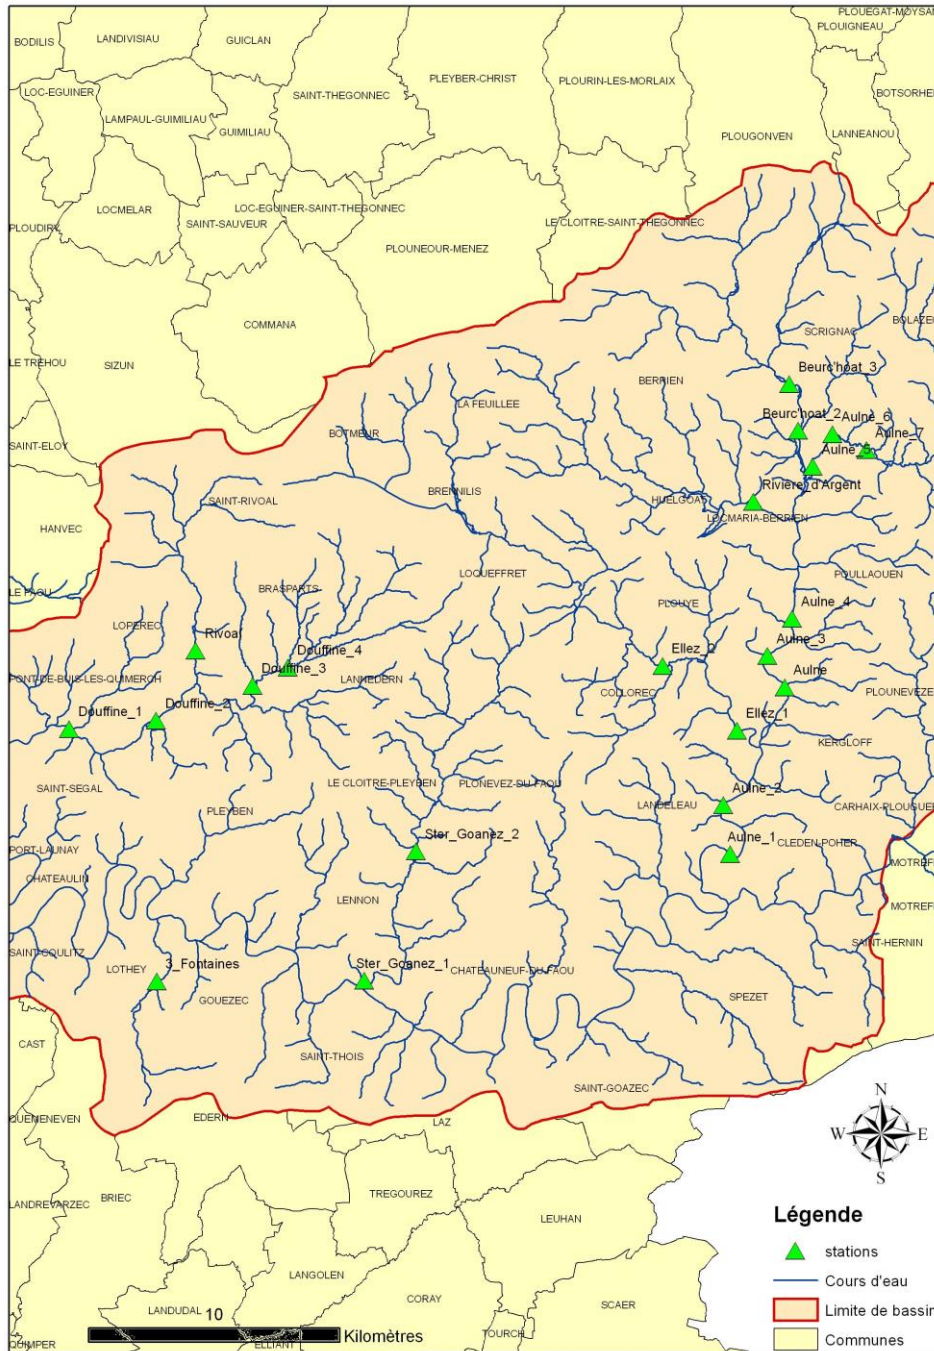 PLOUEGAT-MOYSAN
PLOUIGNEAU
BODILIS
LANDIVISIAU
GUICLAN
PLEYBER-CHRIST
PLOURIN-LES-MORLAIX
LOC-EGUINER
SAINT-THEGONNEC
BOTSORHEL
LAMPAUL-GUIMILIAU
GUIMILIAU
PLOUGONVEN
LANNEANOU
LOCMELAR
LOC-EGUINER-SAINT-THEGONNEC
PLOUDIRY
SAINT-SAUVEUR
LE CLOITRE-SAINT-THEGONNEC
PLOUNEOUR-MENEZ
COMMANA
SCRIGNAC
BOLAZEC
LE TREHOU
SIZUN
Beurc'hoat_3
BERRIEN
LA FEUILLEE
Beurc'hoat_2
Aulne_6
SAINT-ELOY
BOTMEUR
Aulne_7
Aulne_5
Rivière_d'Argent
BRENNILIS
SAINT-RIVOAL
HUELGOAT
LOCMARIA-BERRIEN
HANVEC
LOQUEFFRET
POULLAOUEN
LE FAOU
BRASPARTS
PLOUYE
LOPEREC
Aulne_4
Rivoal
Douffine_4
Aulne_3
Douffine_3
Ellez_2
PONT-DE-BUIS-LES-QUIMERCH
LANNEDERN
Aulne
COLLOREC
PLOUNEVEZEL
Douffine_1
Douffine_2
Ellez_1
KERGLOFF
LE CLOITRE-PLEYBEN
PLONEVEZ-DU-FAOU
SAINT-SEGAL
Aulne_2
LANDELEAU
CARHAIX-PLOUGUER
PLEYBEN
Ster_Goanez_2
Aulne_1
CLEDEN-POHER
PORT-LAUNAY
MOTREFF
CHATEAULIN
LENNON
MOTREFF
SAINT-HERNIN
SAINT-COULITZ
3_Fontaines
Ster_Goanez_1
CHATEAUNEUF-DU-FAOU
LOTHEY
GOUEZEC
SPEZET
CAST
SAINT-THOIS
SAINT-GOAZEC
QUEMENEVEN
EDERN
LAZ
N
W E
S
LANDREVARZEC
BRIEC
TREGOUREZ
LEUHAN
Légende
stations
LANGOLEN
Cours d'eau
CORAY
SCAER
LANDUDAL
10
Limite de bassin
Kilomètres
QUIMPER
ELLIANT
TOURCH
Communes